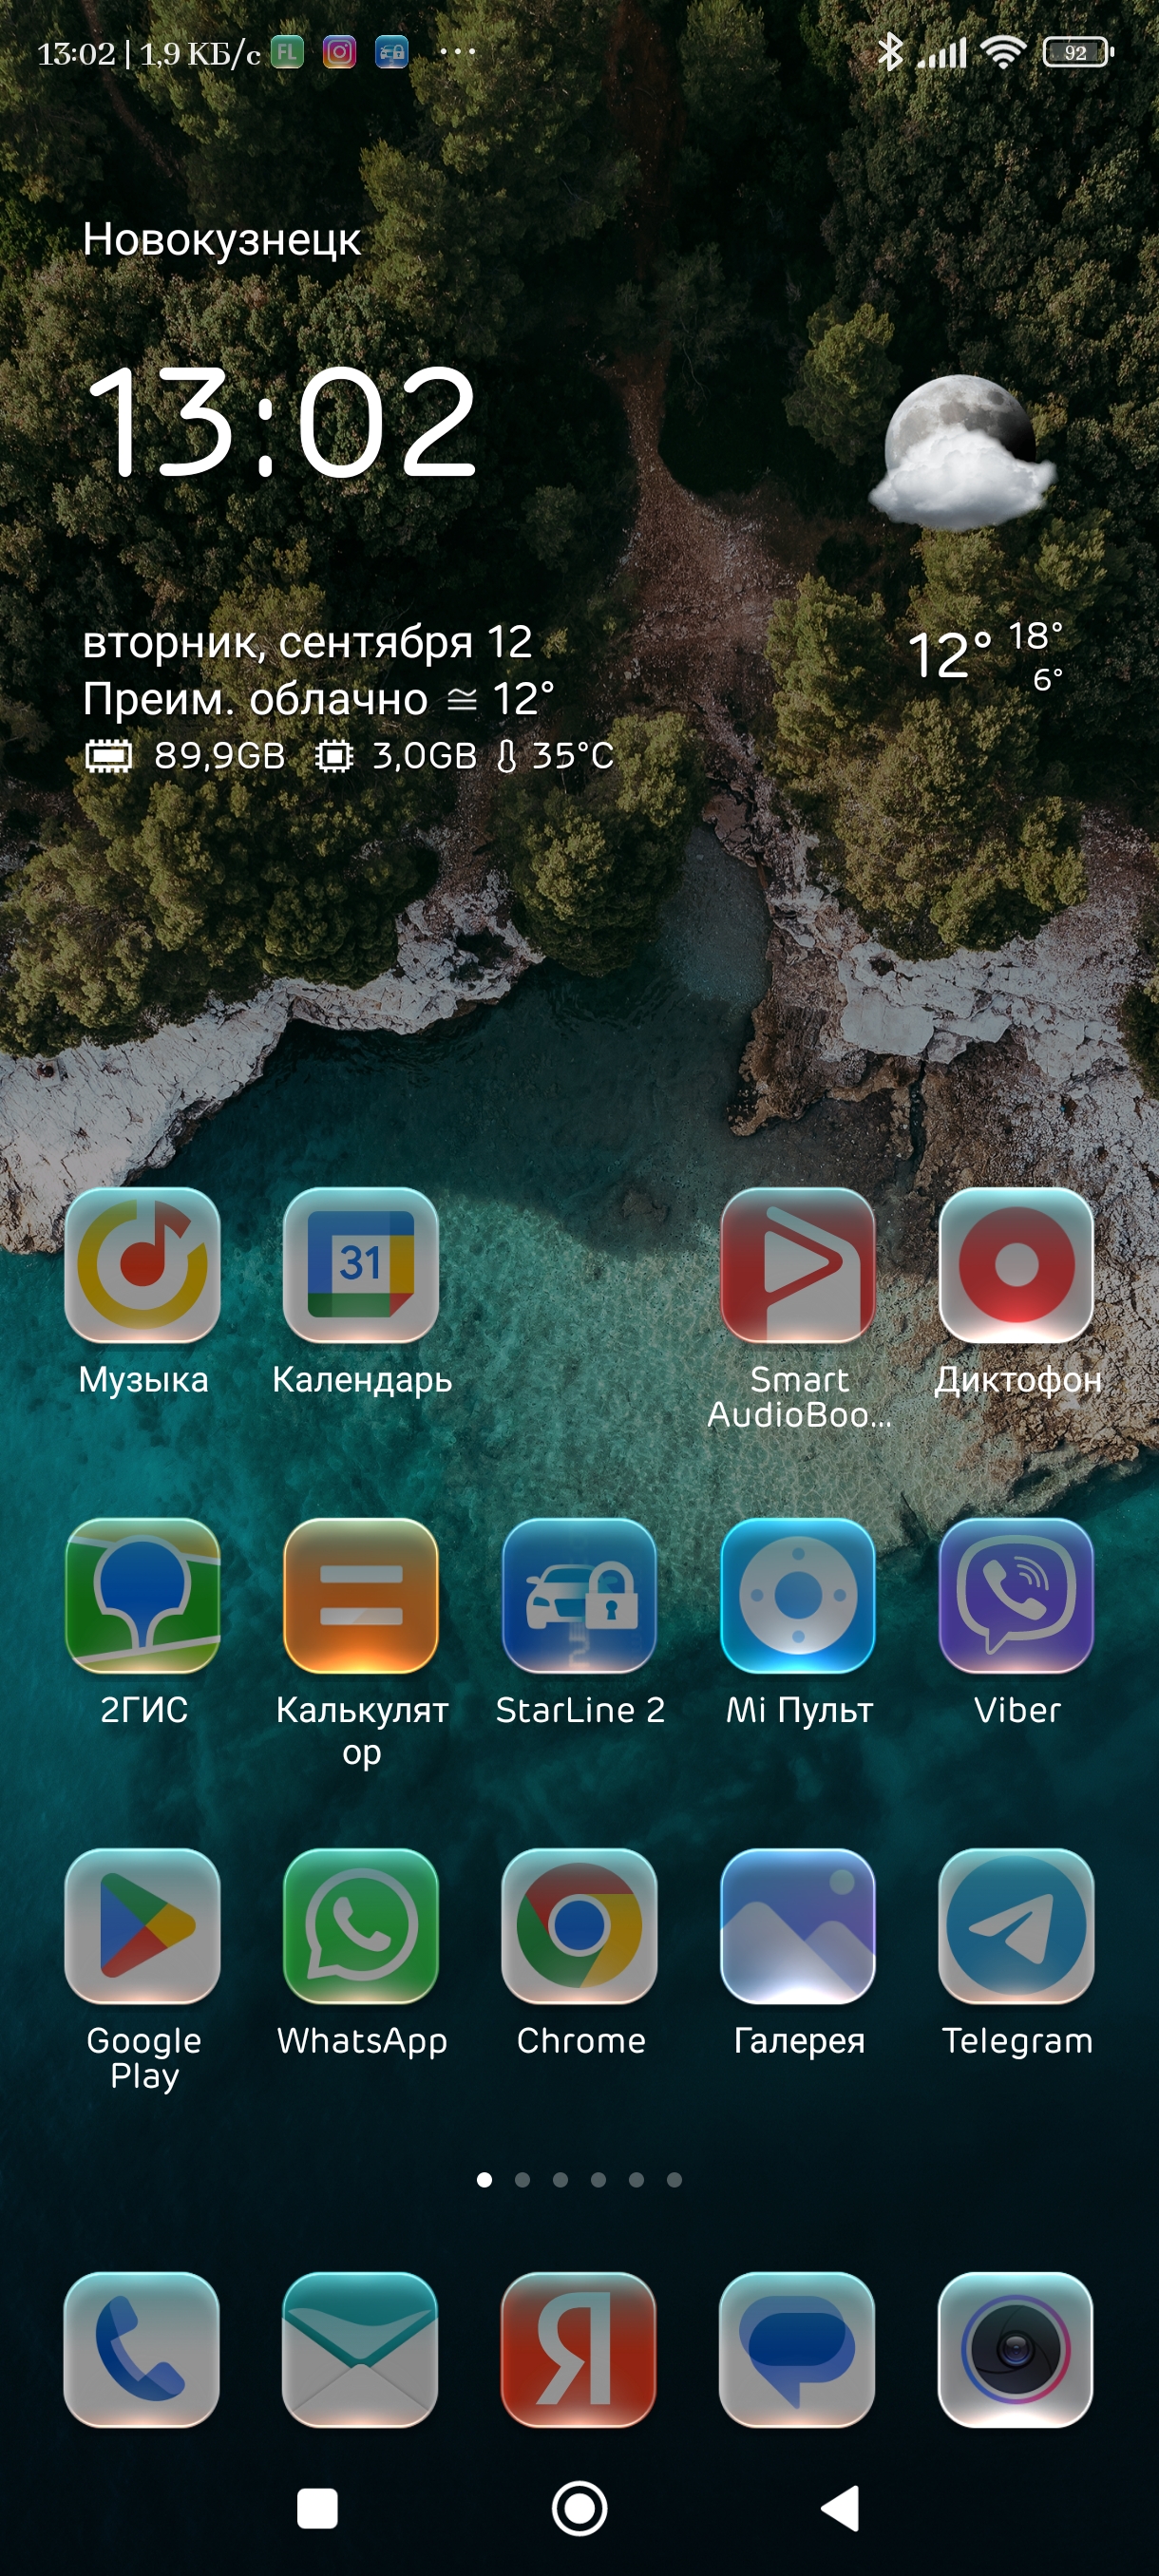 13:02 | 1,9 КБ/с FL ... 92
Новокузнецк
13:02
вторник, сентября 12
Преим. облачно ≅ 12°
12° 18°
6°
89,9GB 3,0GB 35°C
31
Музыка Календарь Smart Диктофон
AudioBoo...
2ГИС Калькулят StarLine 2 Mi Пульт Viber
ор
Google WhatsApp Chrome Галерея Telegram
Play
Я